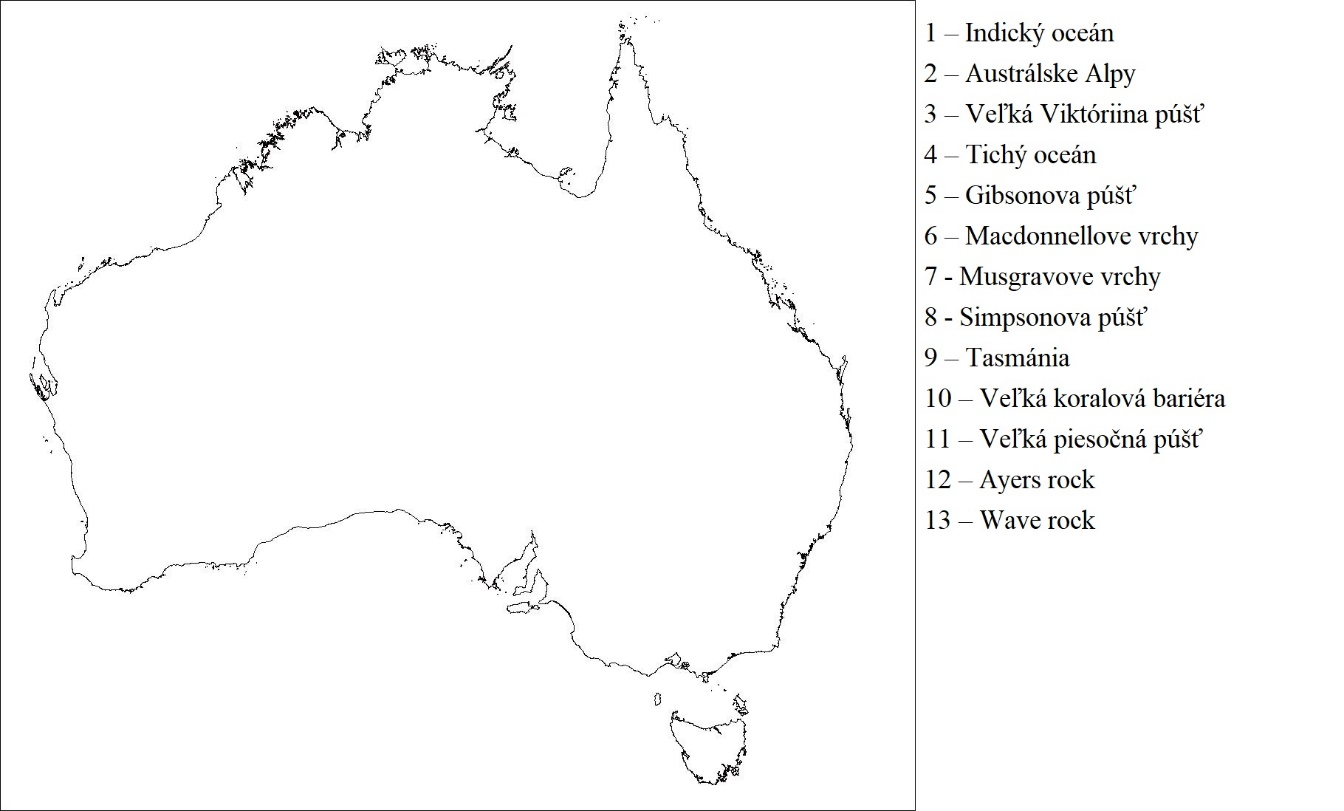 1 – Indický oceán
2 – Austrálske Alpy
3 – Veľká Viktóriina púšť
4 – Tichý oceán
5 – Gibsonova púšť
6 – Macdonnellove vrchy
7 - Musgravove vrchy
8 - Simpsonova púšť
9 – Tasmánia
10 – Veľká koralová bariéra
11 – Veľká piesočná púšť
12 – Ayers rock
13 – Wave rock